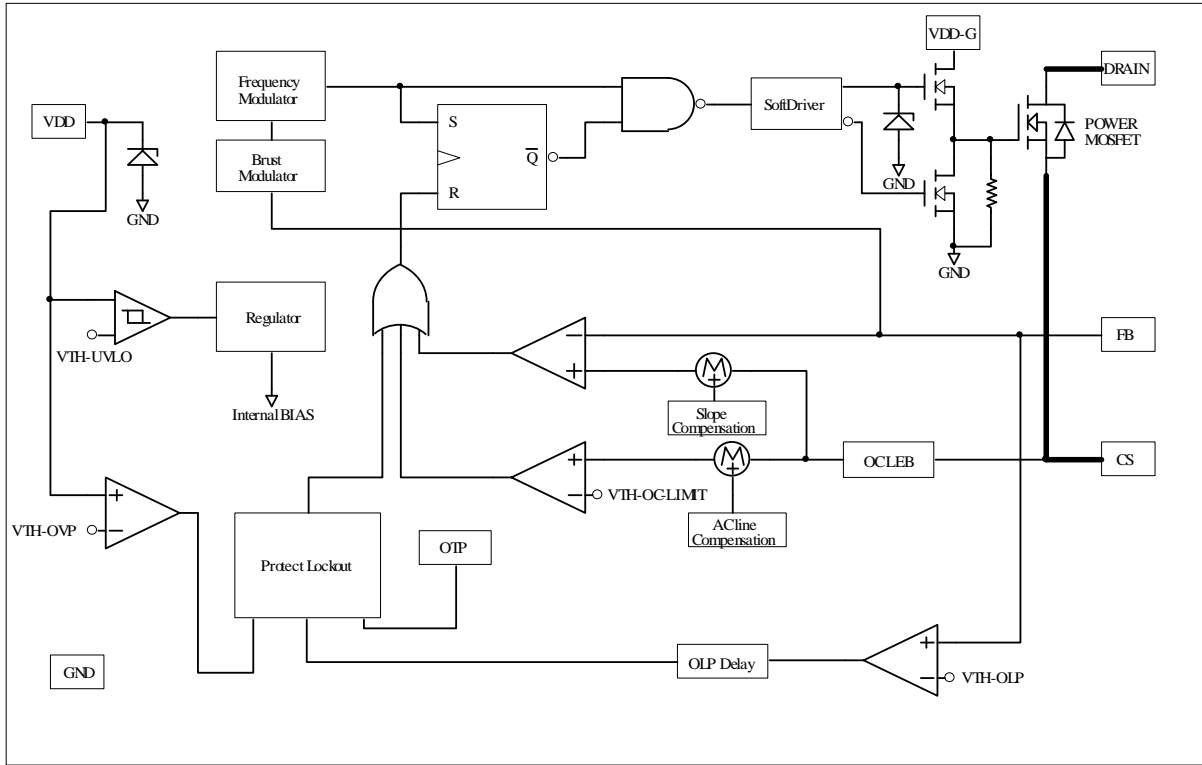 VDD-G
Frequency
Modulator
SoftDriver
DRAIN
VDD
S
Q
R
GND
POWER
MOSFET
Brust
Modulator
GND
GND
Regulator
VTH-UVLO
Internal BIAS
−
+
FB
Slope
Compensation
+
M
+
M
+
−
VTH-OC-LIMIT
OCLEB
CS
ACline
Compensation
+
−
VTH-OVP
Protect Lockout
OTP
GND
OLP Delay
+
−
VTH-OLP